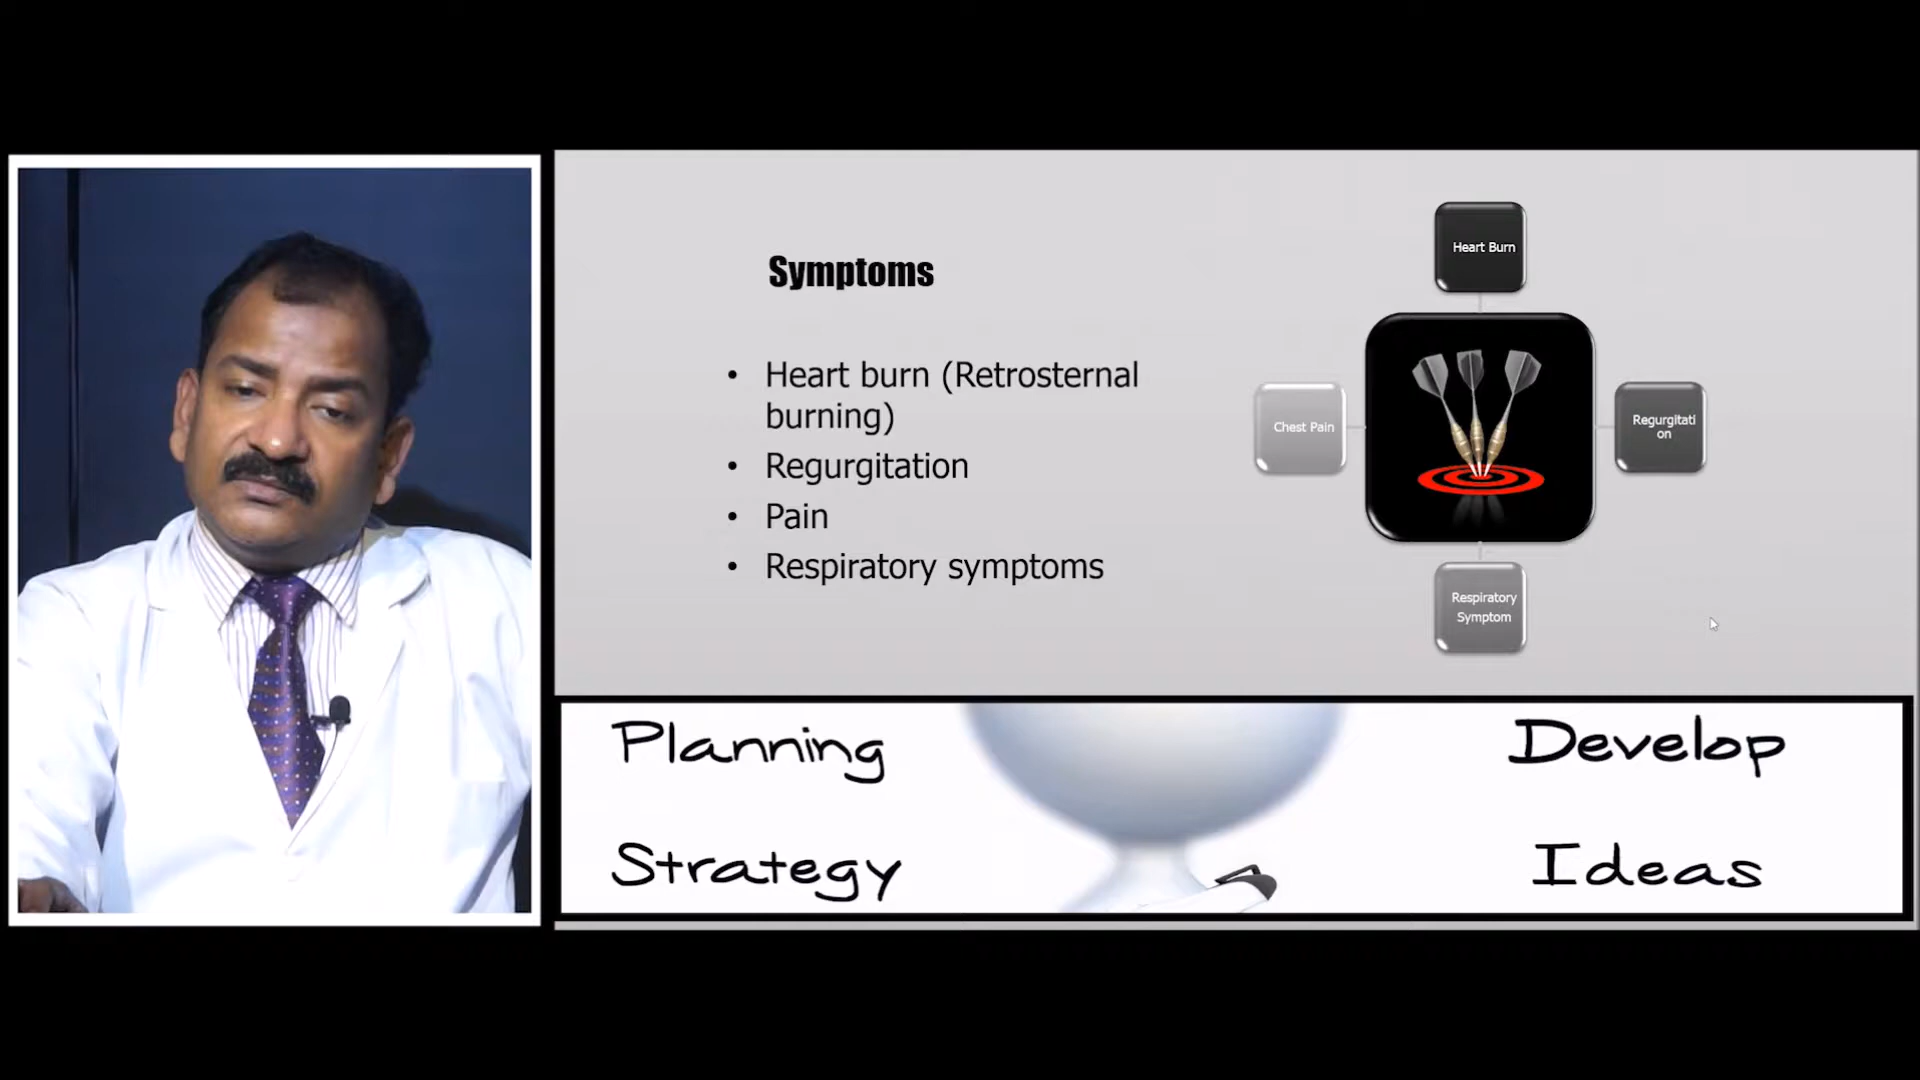 Symptoms
• Heart burn (Retrosternal
burning)
• Regurgitation
• Pain
• Respiratory symptoms
Heart Burn
Chest Pain
Regurgitati
on
Respiratory
Symptom
Planning
Develop
Strategy
Ideas